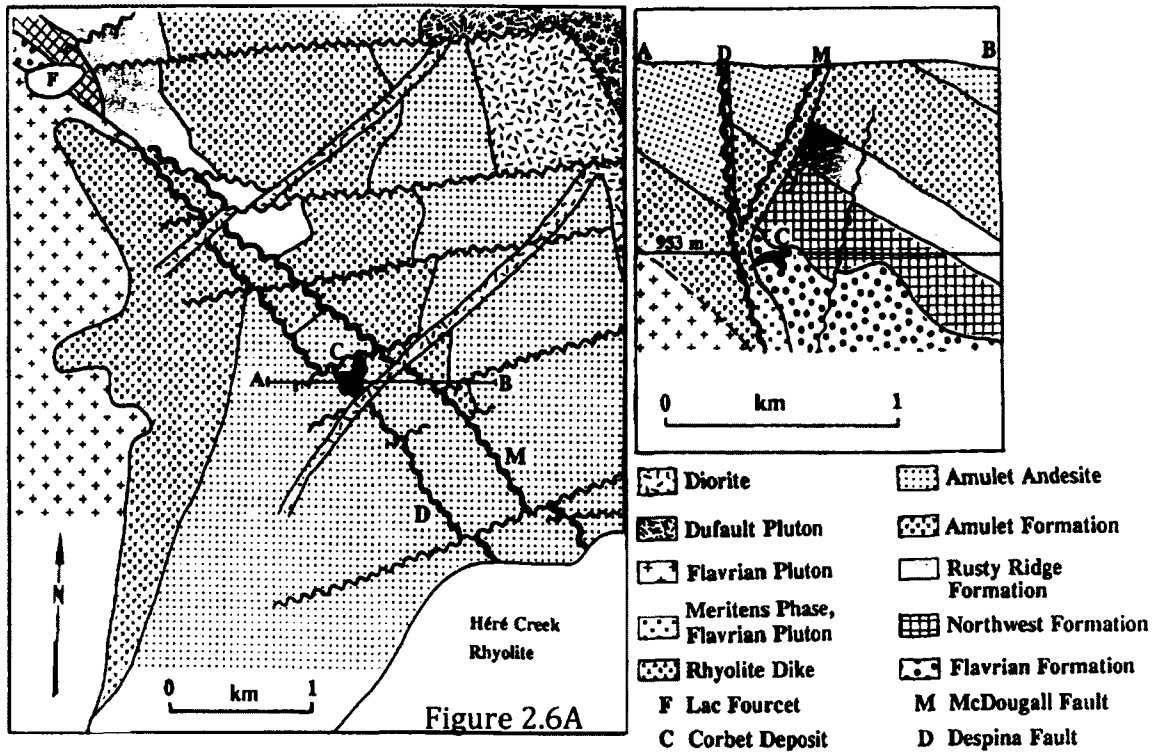 F
C
A
B
M
D
N
Héré Creek
Rhyolite
0 km 1
Figure 2.6A
A D M B
C
953 m
0 km 1
Diorite
Dufault Pluton
Flavrian Pluton
Meritens Phase,
Flavrian Pluton
Rhyolite Dike
F Lac Fourcet
C Corbet Deposit
Amulet Andesite
Amulet Formation
Rusty Ridge
Formation
Northwest Formation
Flavrian Formation
M McDougall Fault
D Despina Fault